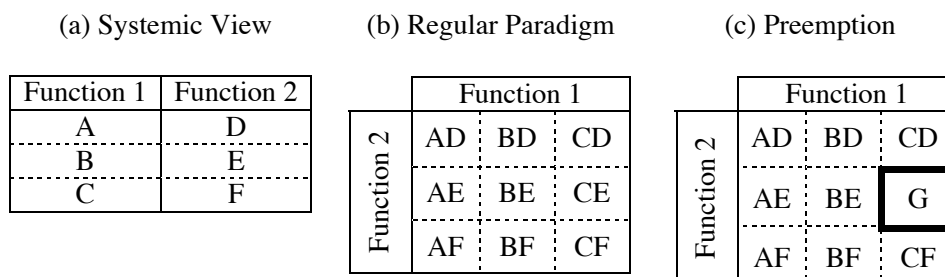 (a) Systemic View
Function 1 Function 2
A D
B E
C F
(b) Regular Paradigm
Function 1
Function 2
AD BD CD
AE BE CE
AF BF CF
(c) Preemption
Function 1
Function 2
AD BD CD
AE BE G
AF BF CF